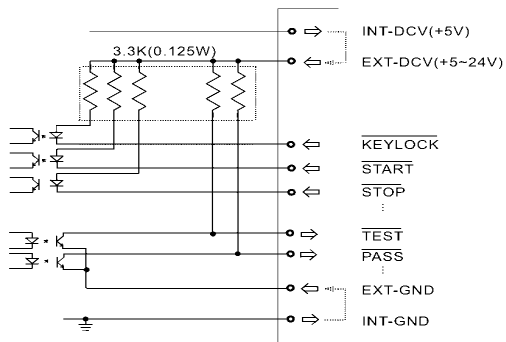 INT-DCV(+5V)
3.3K(0.125W)
EXT-DCV(+5~24V)
KEYLOCK
START
STOP
TEST
PASS
EXT-GND
INT-GND